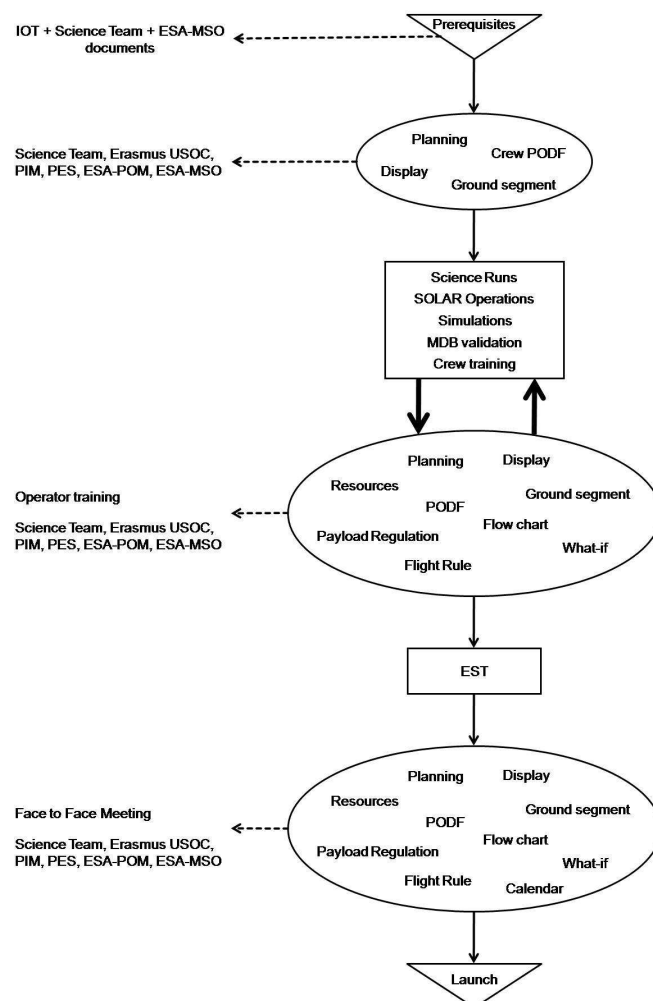 Prerequisites
IOT + Science Team + ESA-MSO
documents
Planning
Crew PODF
Display
Ground segment
Science Team, Erasmus USOC,
PIM, PES, ESA-POM, ESA-MSO
Science Runs
SOLAR Operations
Simulations
MDB validation
Crew training
Planning
Display
Resources
Ground segment
PODF
Flow chart
Payload Regulation
What-if
Flight Rule
Operator training
Science Team, Erasmus USOC,
PIM, PES, ESA-POM, ESA-MSO
EST
Planning
Display
Resources
Ground segment
PODF
Flow chart
Payload Regulation
What-if
Flight Rule
Calendar
Face to Face Meeting
Science Team, Erasmus USOC,
PIM, PES, ESA-POM, ESA-MSO
Launch